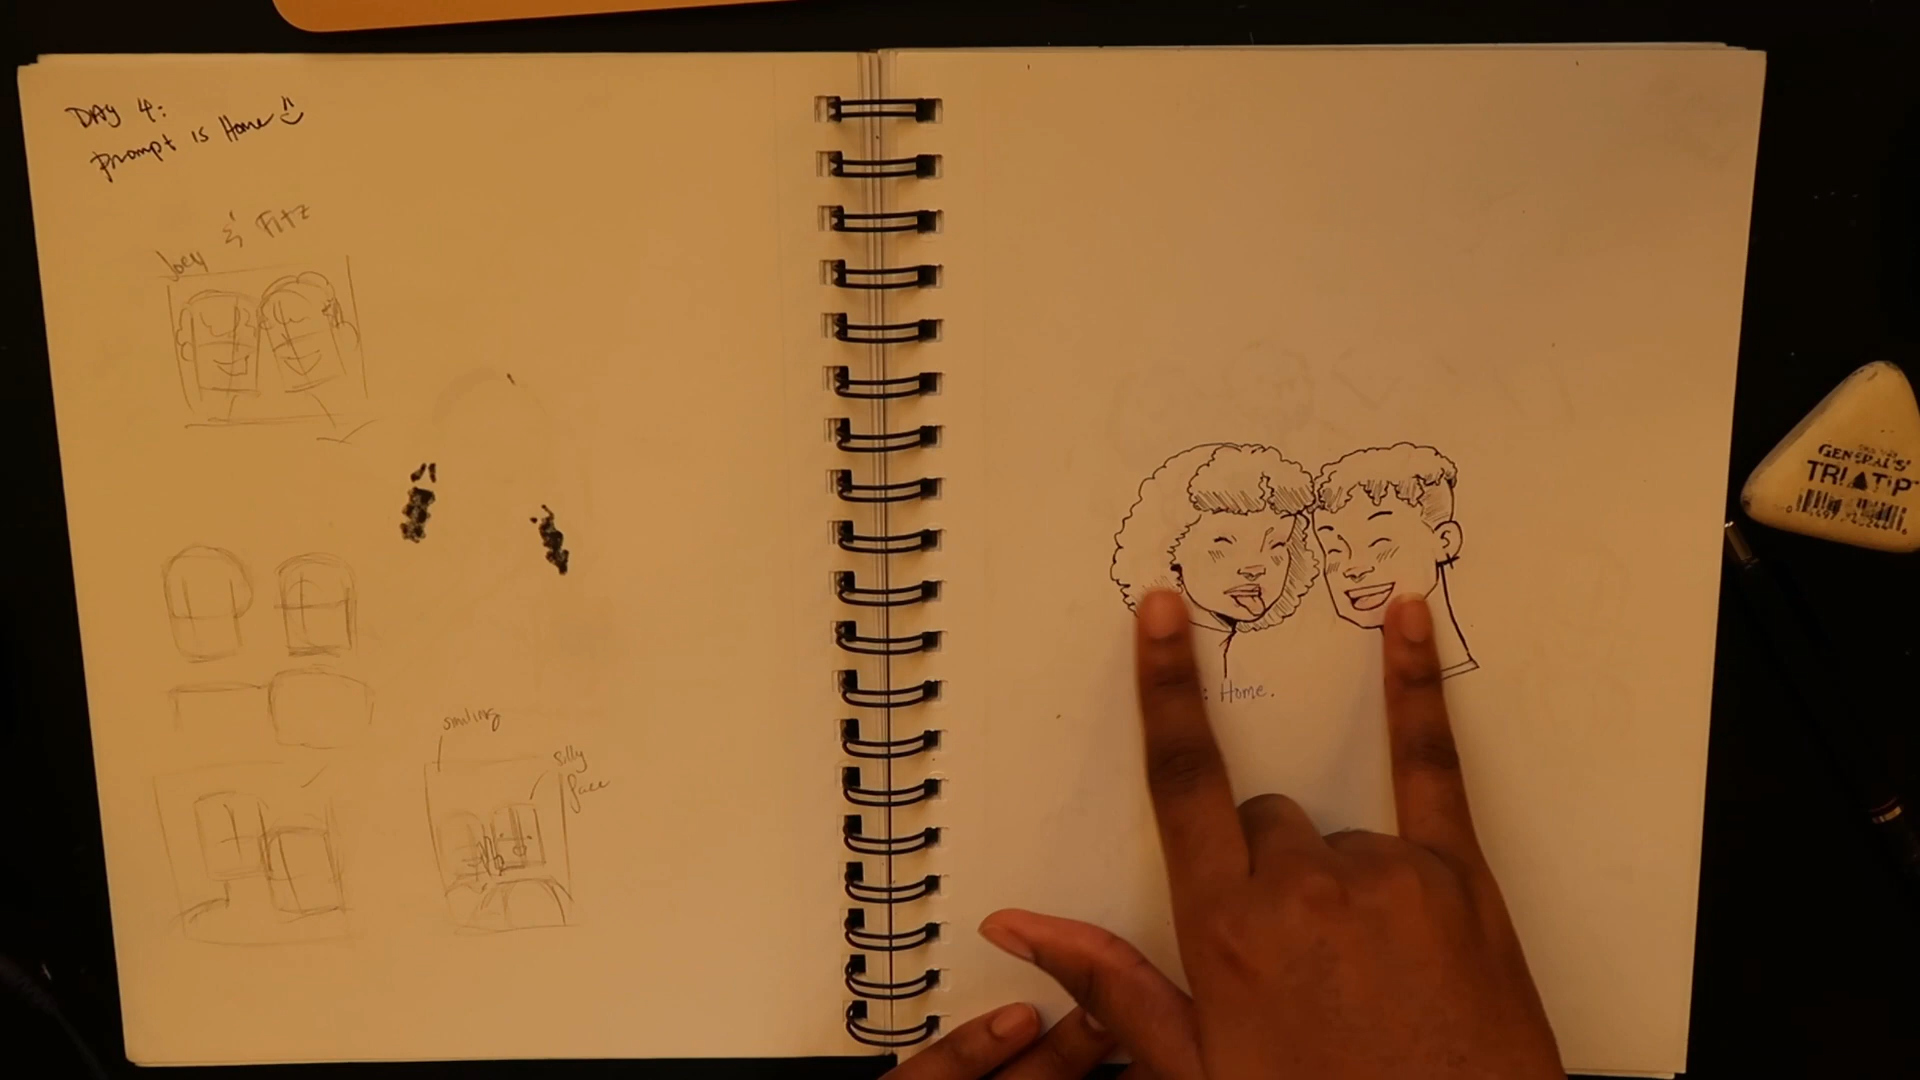 DAY 4:
Prompt is Home
Joey & Fitz
smiling
silly
face
: Home.
GENERAL'S
TRI TIP